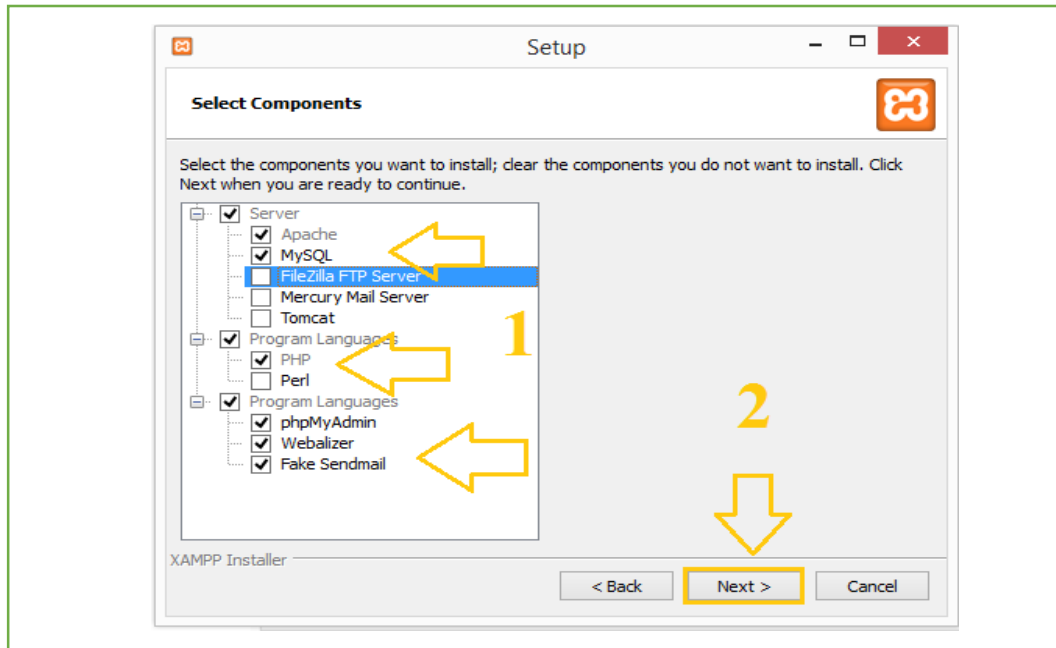 Setup
Select Components
Select the components you want to install; clear the components you do not want to install. Click
Next when you are ready to continue.
Server
Apache
MySQL
FileZilla FTP Server
Mercury Mail Server
Tomcat
1
Program Languages
PHP
Perl
Program Languages
phpMyAdmin
2
Webalizer
Fake Sendmail
XAMPP Installer
< Back
Next >
Cancel